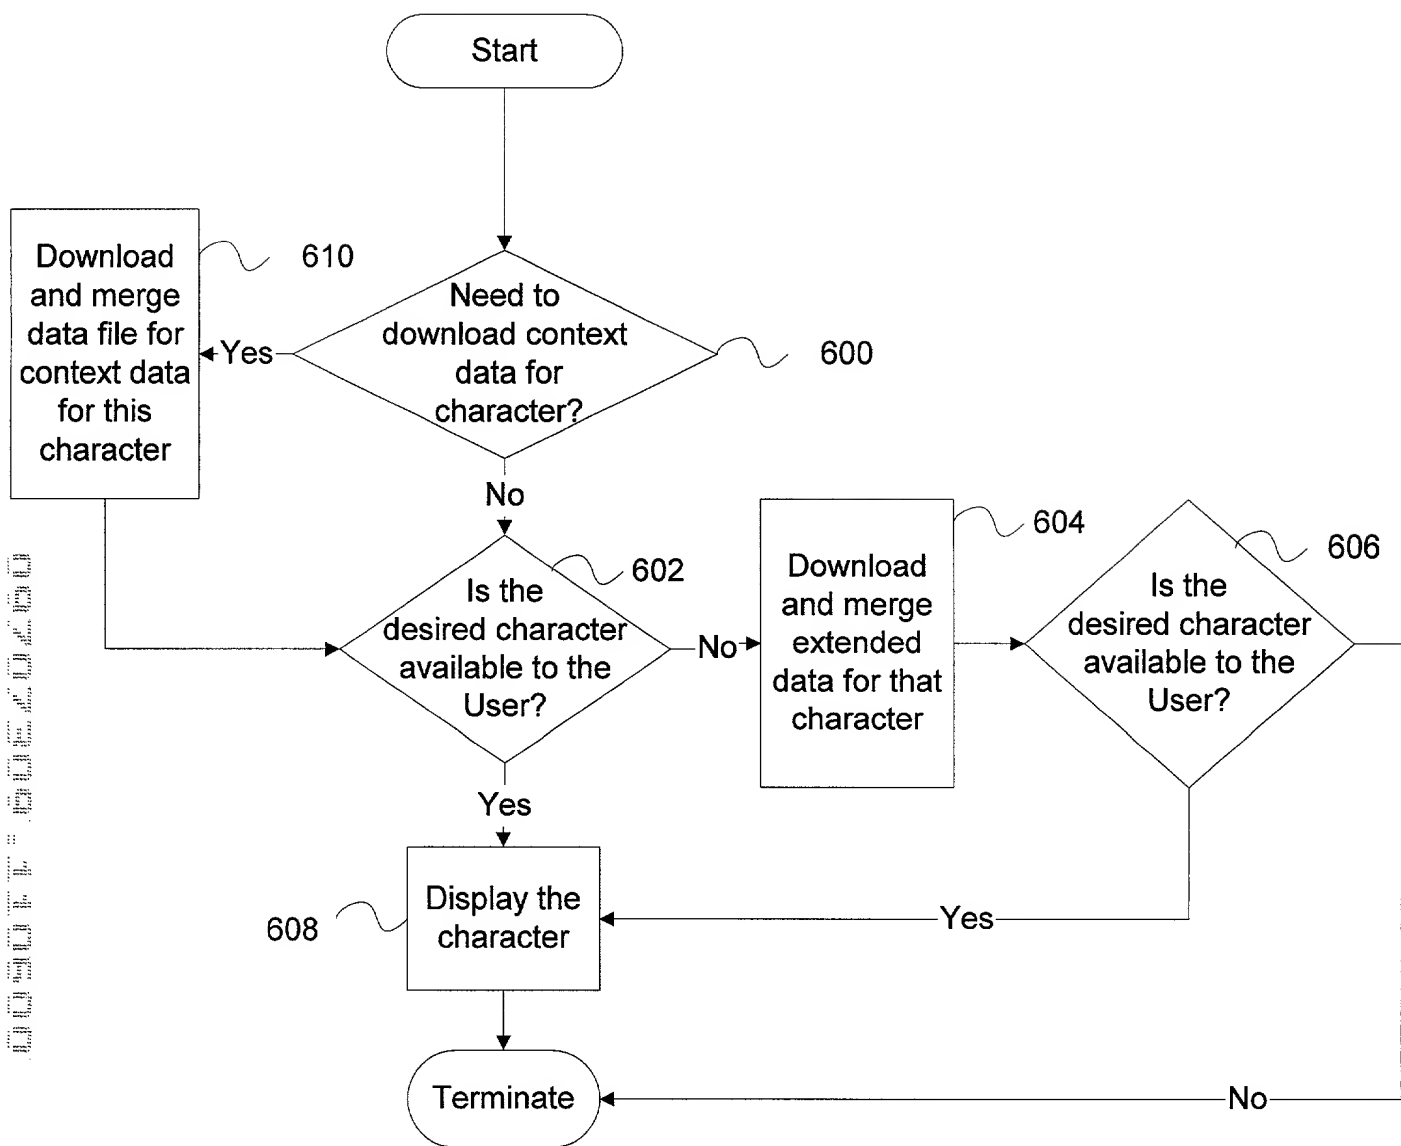 Start
Download
and merge
data file for
context data
for this
character
610
Yes
Need to
download context
data for
character?
600
No
Is the
desired character
available to the
User?
602
No
Download
and merge
extended
data for that
character
604
Is the
desired character
available to the
User?
606
Yes
Display the
character
608
Yes
Terminate
No